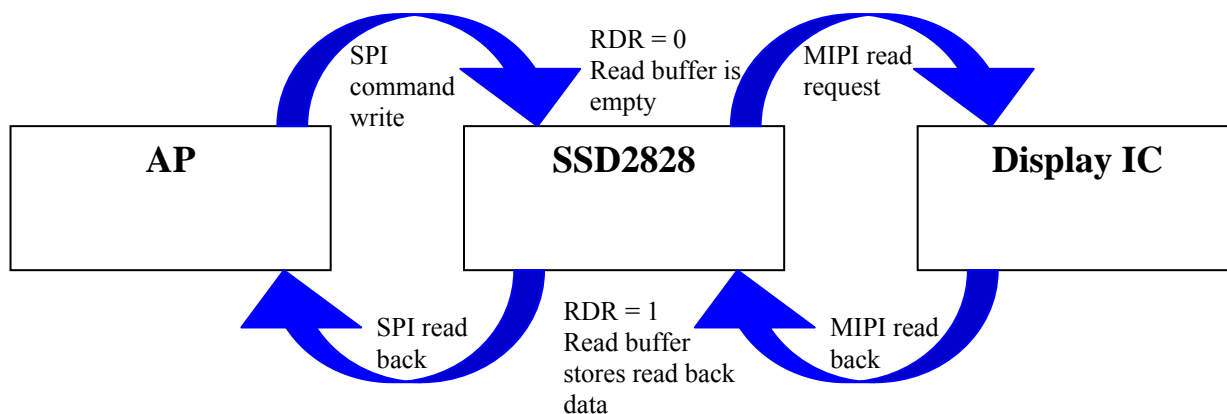 SPI
command
write
RDR = 0
Read buffer is
empty
MIPI read
request
AP
SSD2828
Display IC
SPI read
back
RDR = 1
Read buffer
stores read back
data
MIPI read
back